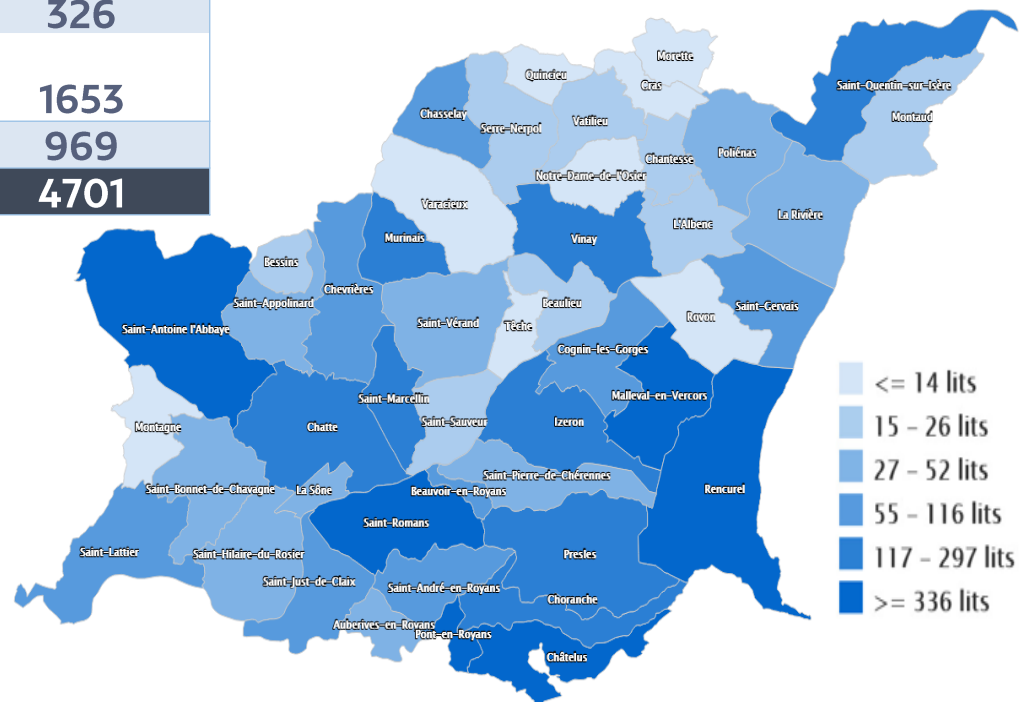 326
1653
969
4701
Morette
Quincieu
Cras
Saint-Quentin-sur-Isère
Chasselay
Serre-Nerpol
Vatilieu
Montaud
Poliénas
Chantesse
Notre-Dame-de-l'Osier
Varacieux
La Rivière
L'Albenc
Murinais
Vinay
Bessins
Chevrières
Saint-Appolinard
Beaulieu
Saint-Gervais
Rovon
Saint-Vérand
Têche
Saint-Antoine l'Abbaye
Cognin-les-Gorges
Malleval-en-Vercors
Saint-Marcellin
Saint-Sauveur
Izeron
Montagne
Chatte
Saint-Pierre-de-Chérennes
Saint-Bonnet-de-Chavagne
La Sône
Beauvoir-en-Royans
Rencurel
Saint-Romans
Saint-Lattier
Saint-Hilaire-du-Rosier
Presles
Saint-Just-de-Claix
Saint-André-en-Royans
Choranche
Auberives-en-Royans
Pont-en-Royans
Châtelus
<= 14 lits
15 - 26 lits
27 - 52 lits
55 - 116 lits
117 - 297 lits
>= 336 lits